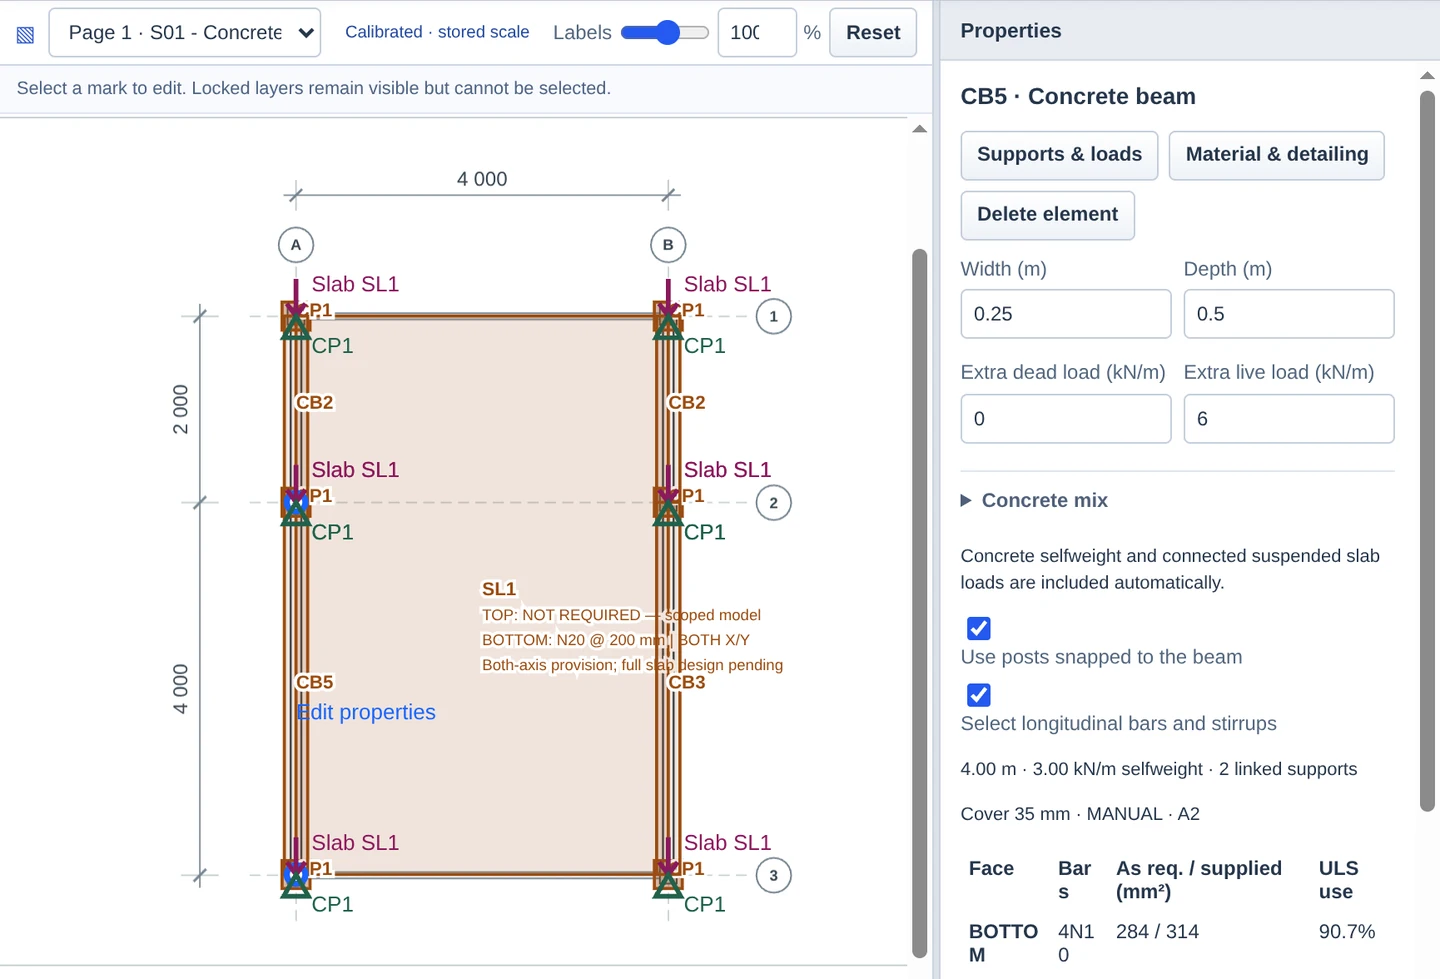 Page 1 · S01 - Concrete
Calibrated · stored scale
Labels
100
%
Reset
Select a mark to edit. Locked layers remain visible but cannot be selected.
4 000
A
B
Slab SL1
Slab SL1
P1
P1
1
CP1
CP1
2 000
CB2
CB2
Slab SL1
Slab SL1
P1
P1
2
CP1
CP1
SL1
TOP: NOT REQUIRED — scoped model
BOTTOM: N20 @ 200 mm | BOTH X/Y
Both-axis provision; full slab design pending
4 000
CB5
CB3
Edit properties
Slab SL1
Slab SL1
P1
P1
3
CP1
CP1
Properties
CB5 · Concrete beam
Supports & loads
Material & detailing
Delete element
Width (m)
Depth (m)
0.25
0.5
Extra dead load (kN/m)
Extra live load (kN/m)
0
6
Concrete mix
Concrete selfweight and connected suspended slab
loads are included automatically.
Use posts snapped to the beam
Select longitudinal bars and stirrups
4.00 m · 3.00 kN/m selfweight · 2 linked supports
Cover 35 mm · MANUAL · A2
Face
Bar
s
As req. / supplied
(mm²)
ULS
use
BOTTO
M
4N1
0
284 / 314
90.7%